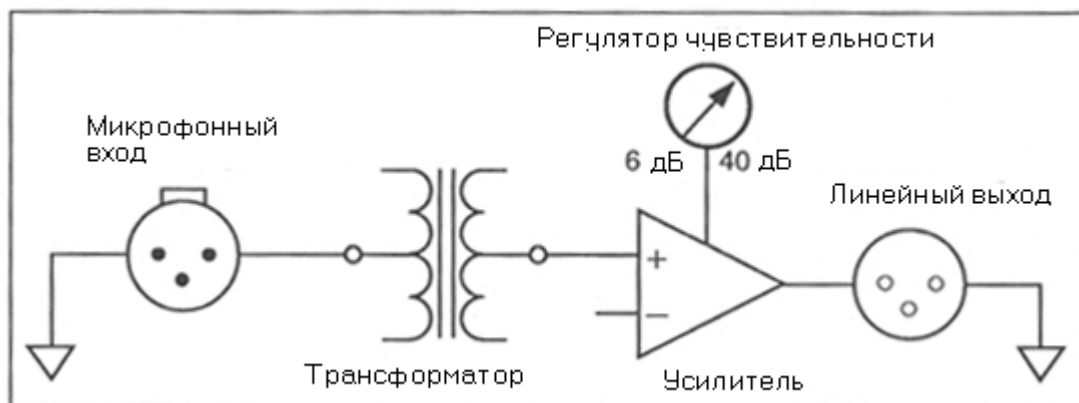 Регулятор чувствительности
Микрофонный
вход
6 дБ
40 дБ
Линейный выход
+
−
Трансформатор
Усилитель